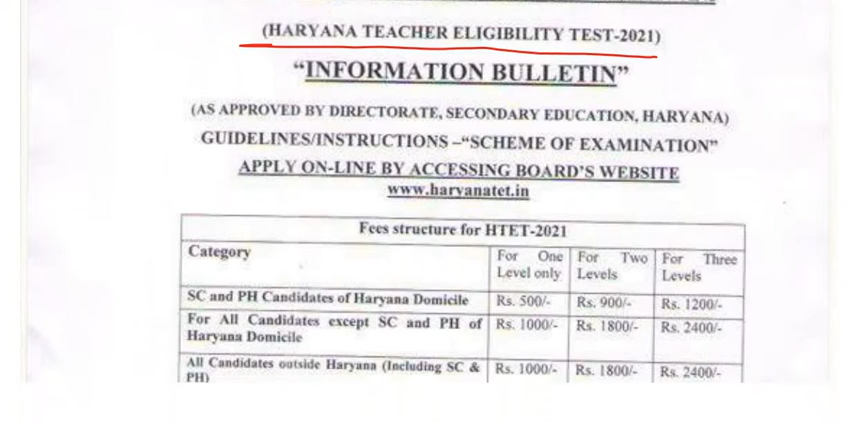 (HARYANA TEACHER ELIGIBILITY TEST-2021)
“INFORMATION BULLETIN”
(AS APPROVED BY DIRECTORATE, SECONDARY EDUCATION, HARYANA)
GUIDELINES/INSTRUCTIONS –“SCHEME OF EXAMINATION”
APPLY ON-LINE BY ACCESSING BOARD’S WEBSITE
www.haryanatet.in
Fees structure for HTET-2021
Category For One Level only For Two Levels For Three Levels
SC and PH Candidates of Haryana Domicile Rs. 500/- Rs. 900/- Rs. 1200/-
For All Candidates except SC and PH of Haryana Domicile Rs. 1000/- Rs. 1800/- Rs. 2400/-
All Candidates outside Haryana (Including SC & PH) Rs. 1000/- Rs. 1800/- Rs. 2400/-